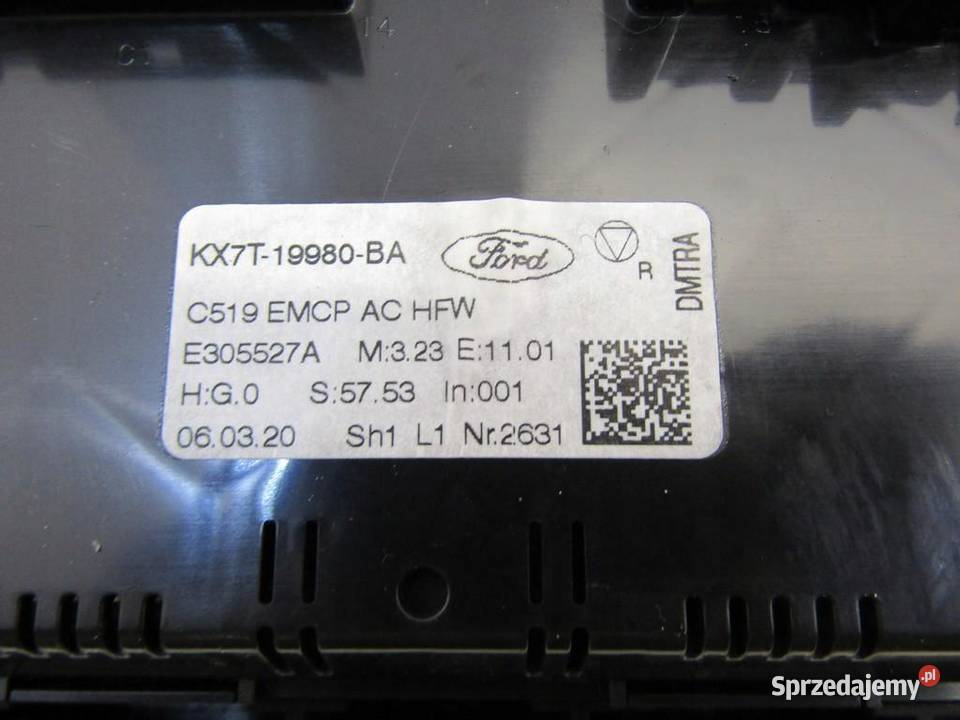 14
KX7T-19980-BA
Ford
R
DMTRA
C519 EMCP AC HFW
E305527A M:3.23 E:11.01
H:G.0 S:57.53 In:001
06.03.20 Sh1 L1 Nr.2631
Sprzedajemy.pl